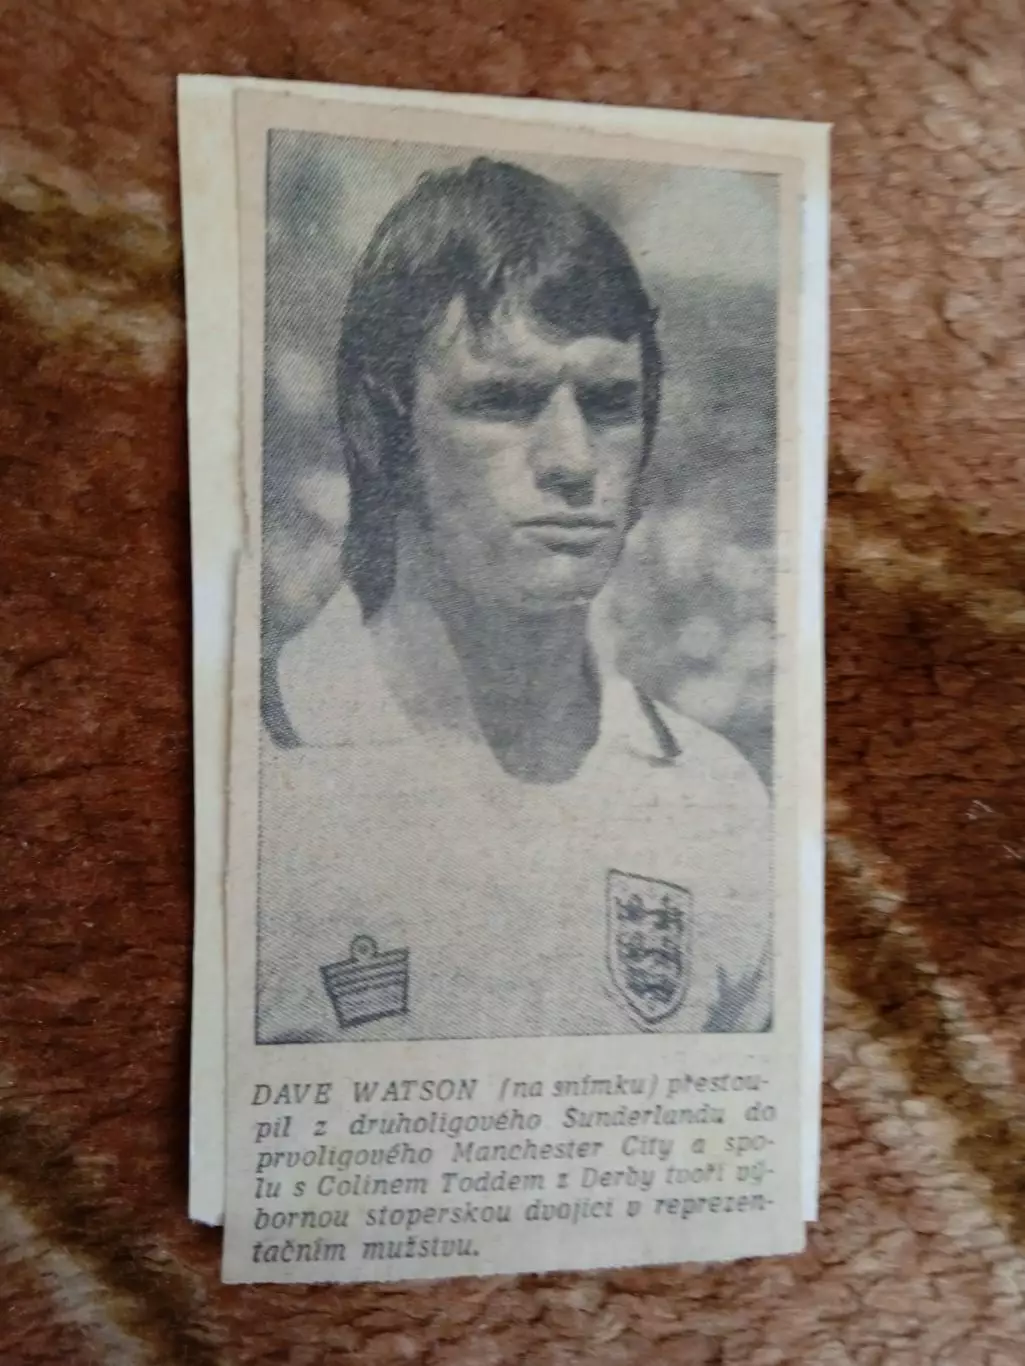 DAVE WATSON (na snímku) přestou-
pil z druholigového Sunderlandu do
prvoligového Manchester City a spo-
lu s Colinem Toddem z Derby tvoří vý-
bornou stoperskou dvojici v reprezen-
tačním mužstvu.